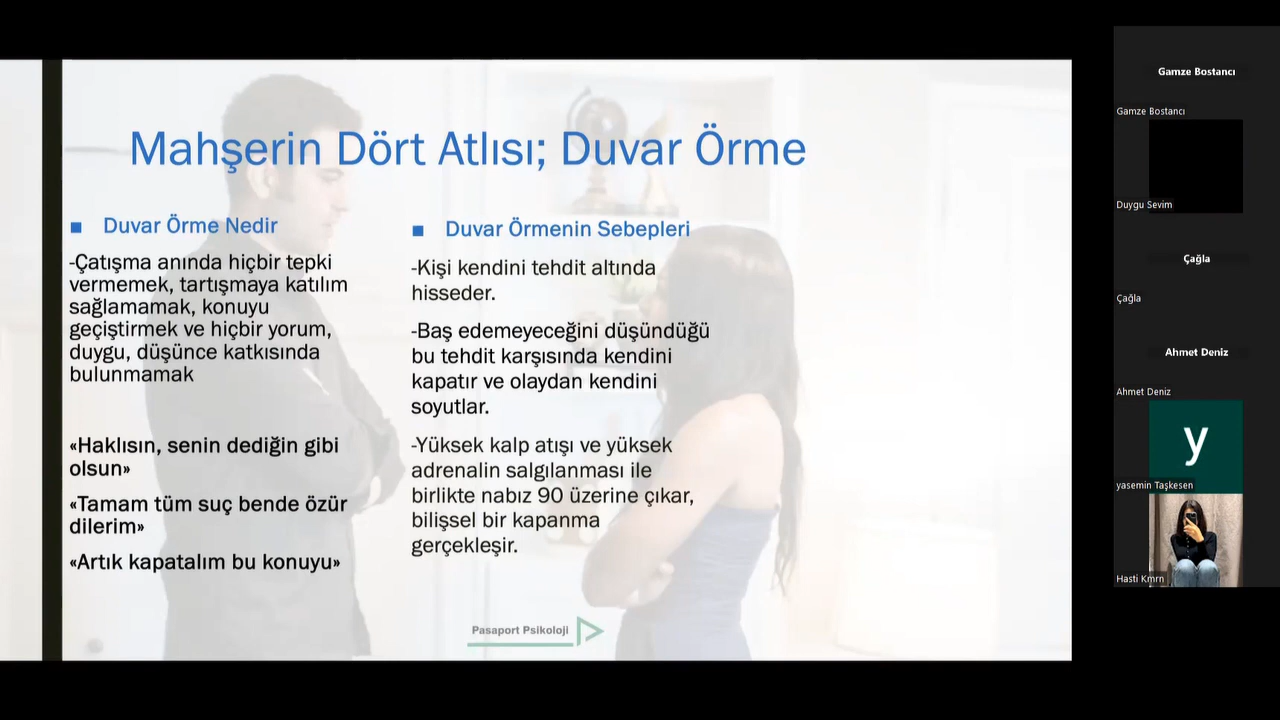 Mahşerin Dört Atlısı; Duvar Örme
■ Duvar Örme Nedir
-Çatışma anında hiçbir tepki
vermemek, tartışmaya katılım
sağlamamak, konuyu
geçiştirmek ve hiçbir yorum,
duygu, düşünce katkısında
bulunmamak
«Haklısın, senin dediğin gibi
olsun»
«Tamam tüm suç bende özür
dilerim»
«Artık kapatalım bu konuyu»
■ Duvar Örmenin Sebepleri
-Kişi kendini tehdit altında
hisseder.
-Baş edemeyeceğini düşündüğü
bu tehdit karşısında kendini
kapatır ve olaydan kendini
soyutlar.
-Yüksek kalp atışı ve yüksek
adrenalin salgılanması ile
birlikte nabız 90 üzerine çıkar,
bilişsel bir kapanma
gerçekleşir.
Pasaport Psikoloji
Gamze Bostancı
Gamze Bostancı
Duygu Sevim
Çağla
Çağla
Ahmet Deniz
Ahmet Deniz
y
yasemin Taşkesen
Hasti Kmrn